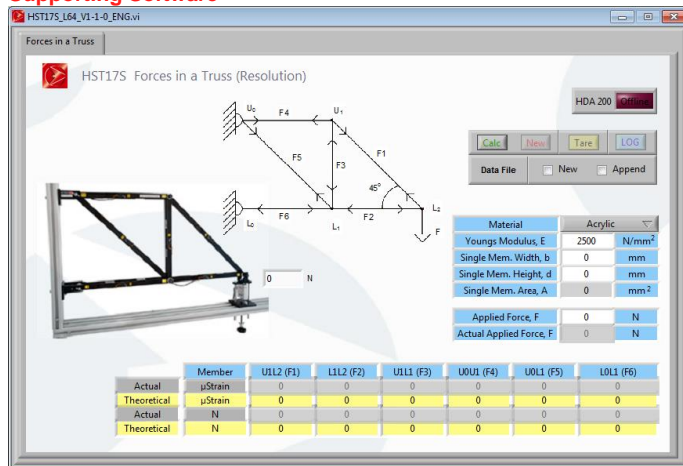 Supporting Software
HST17S_L64_V1-1-0_ENG.vi
Forces in a Truss
HST17S Forces in a Truss (Resolution)
HDA 200 Offline
Calc New Tare LOG
Data File New Append
U₀ F4 U₁
F5 F3 F1
45°
L₀ F6 L₁ F2 L₂ F
0 N
Material Acrylic
Youngs Modulus, E 2500 N/mm²
Single Mem. Width, b 0 mm
Single Mem. Height, d 0 mm
Single Mem. Area, A 0 mm²
Applied Force, F 0 N
Actual Applied Force, F 0 N
Member U1L2 (F1) L1L2 (F2) U1L1 (F3) U0U1 (F4) U0L1 (F5) L0L1 (F6)
Actual µStrain 0 0 0 0 0 0
Theoretical µStrain 0 0 0 0 0 0
Actual N 0 0 0 0 0 0
Theoretical N 0 0 0 0 0 0